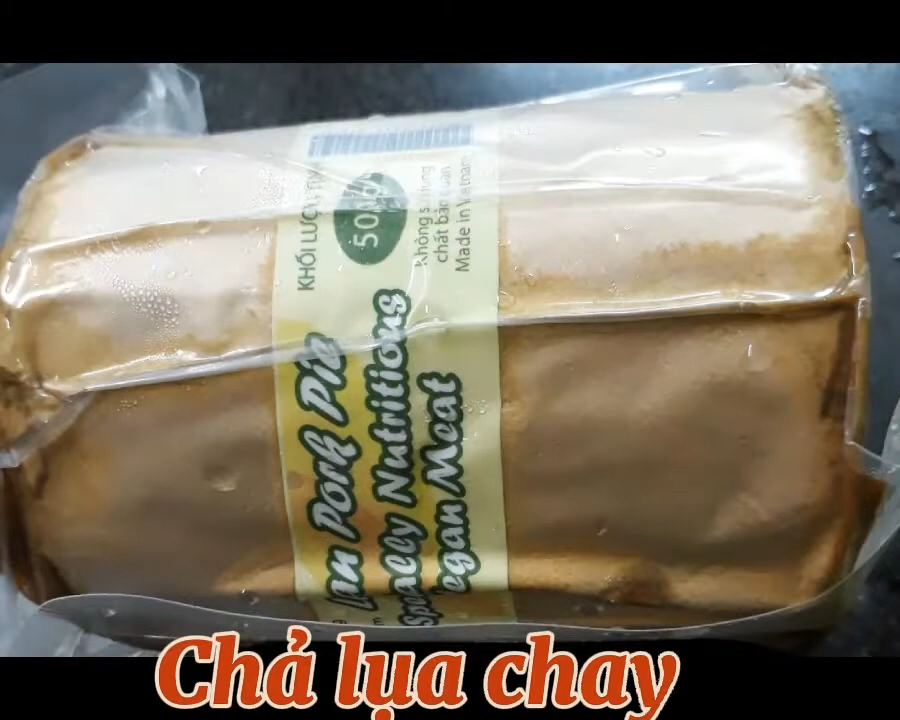 KHỐI LƯỢNG
500g
Không sử dụng
chất bảo quản
Made in Vietnam
Pork Pie
Specially Nutritions
Vegan Meat
Chả lụa chay